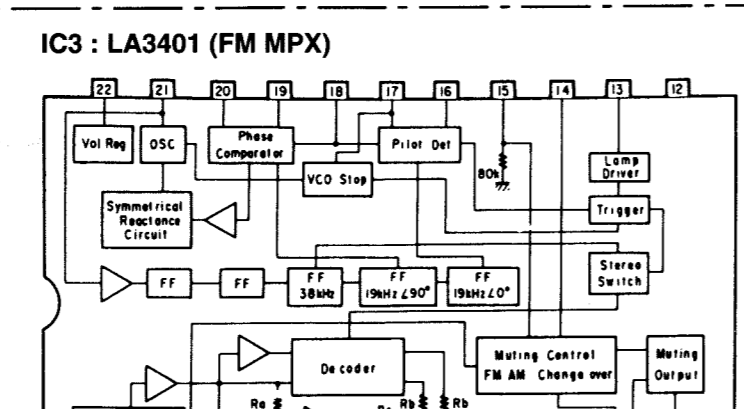 IC3 : LA3401 (FM MPX)
22 21 20 19 18 17 16 15 14 13 12
Vol Reg
OSC
Phase
Comparator
Pilot Det
80k
Lamp
Driver
VCO Stop
Symmetrical
Reactance
Circuit
Trigger
Stereo
Switch
FF
FF
FF
38kHz
FF
19kHz∠90°
FF
19kHz∠0°
Decoder
Muting Control
FM AM Change over
Muting
Output
Ra
Rb
Rb